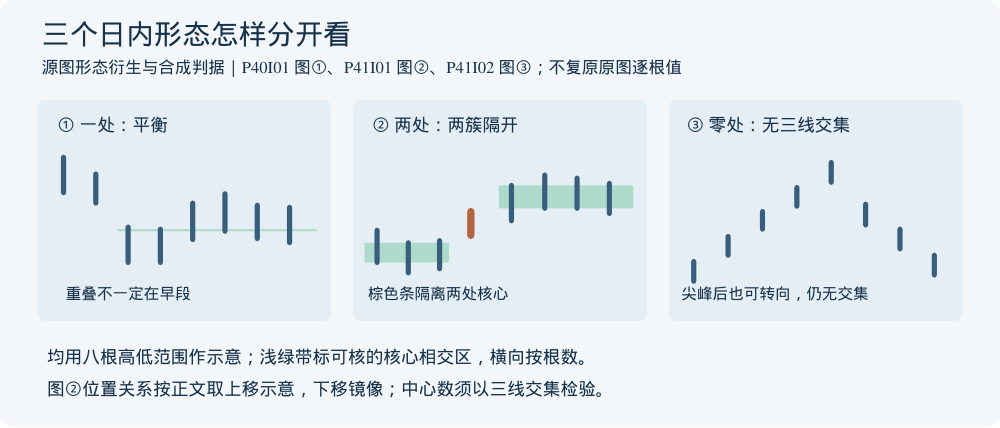 三个日内形态怎样分开看
源图形态衍生与合成判据｜P40I01 图①、P41I01 图②、P41I02 图③；不复原原图逐根值
① 一处：平衡
重叠不一定在早段
② 两处：两簇隔开
棕色条隔离两处核心
③ 零处：无三线交集
尖峰后也可转向，仍无交集
均用八根高低范围作示意；浅绿带标可核的核心相交区，横向按根数。
图②位置关系按正文取上移示意，下移镜像；中心数须以三线交集检验。